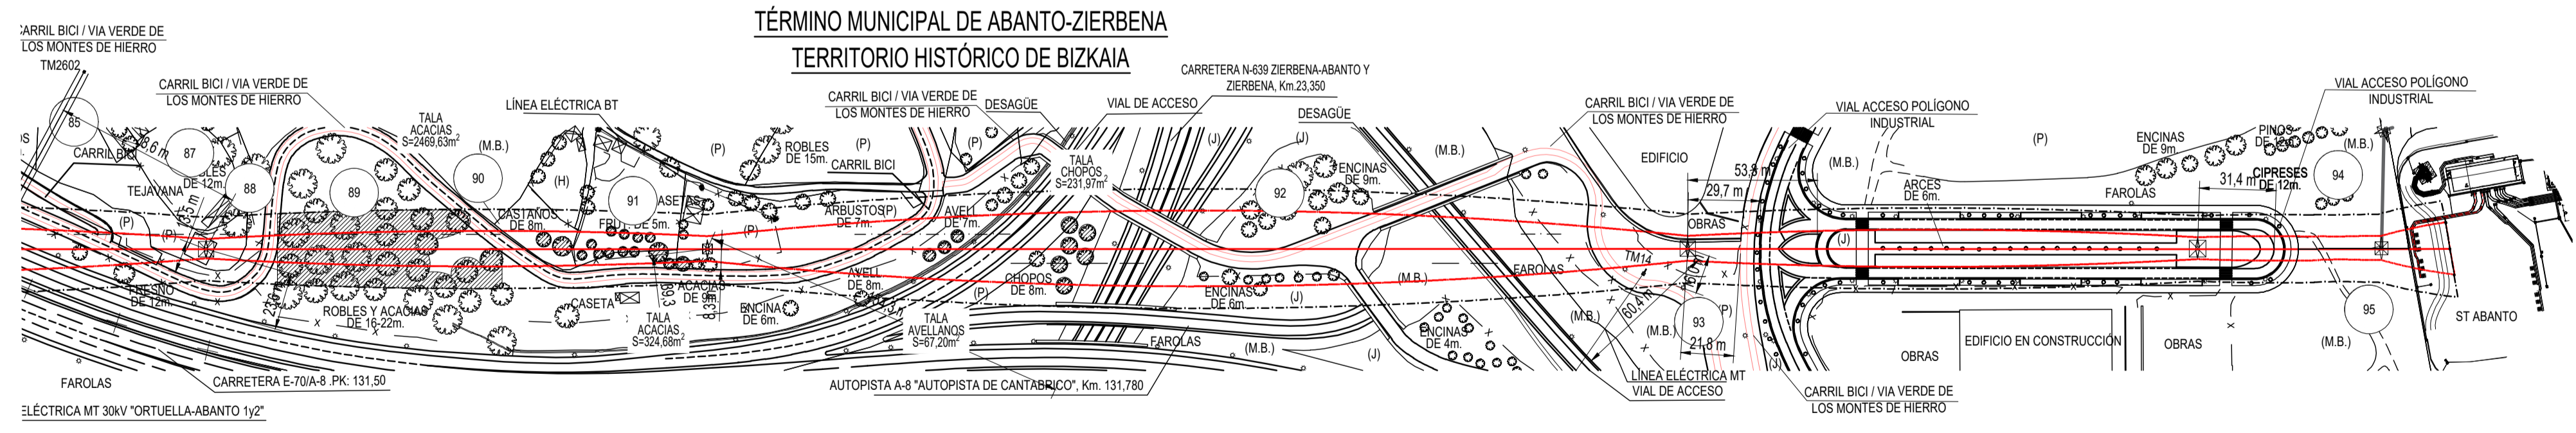 TÉRMINO MUNICIPAL DE ABANTO-ZIERBENA
TERRITORIO HISTÓRICO DE BIZKAIA
CARRIL BICI / VIA VERDE DE
LOS MONTES DE HIERRO
TM2602
CARRIL BICI / VIA VERDE DE
LOS MONTES DE HIERRO
TALA
ACACIAS
S=2469,63m²
(M.B.)
LÍNEA ELÉCTRICA BT
CARRIL BICI / VIA VERDE DE
LOS MONTES DE HIERRO
DESAGÜE
VIAL DE ACCESO
CARRETERA N-639 ZIERBENA-ABANTO Y
ZIERBENA, Km.23,350
DESAGÜE
CARRIL BICI / VIA VERDE DE
LOS MONTES DE HIERRO
VIAL ACCESO POLÍGONO
INDUSTRIAL
VIAL ACCESO POLÍGONO
INDUSTRIAL
85
87
88
89
90
91
92
93
94
95
CARRIL BICI
TEJAVANA
DE 12m.
(P)
(P)
FRESNO
DE 12m.
ROBLES Y ACACIAS
DE 16-22m.
(H)
CASTAÑOS
DE 8m.
DE 5m.
CASETA
TALA
ACACIAS
S=324,68m²
ACACIAS
DE 9m.
ENCINA
DE 6m.
(P)
(P)
ROBLES
DE 15m.
(P)
CARRIL BICI
ARBUSTOS(P)
DE 7m.
AVELL
DE 7m.
AVELL
DE 8m.
TALA
AVELLANOS
S=67,20m²
(P)
CHOPOS
DE 8m.
TALA
CHOPOS
S=231,97m²
(J)
(J)
ENCINAS
DE 9m.
ENCINAS
DE 6m
(J)
(M.B.)
(M.B.)
FAROLAS
(M.B.)
(J)
ENCINAS
DE 4m.
FAROLAS
TM14
60,4 m
(M.B.)
(M.B.)
(P)
21,8 m
EDIFICIO
53,8 m
29,7 m
OBRAS
(M.B.)
(J)
ARCES
DE 6m.
(P)
ENCINAS
DE 9m.
FAROLAS
PINOS
DE 12m.
(M.B.)
CIPRESES
DE 12m.
31,4 m
ST ABANTO
(M.B.)
OBRAS
EDIFICIO EN CONSTRUCCIÓN
OBRAS
(J)
LÍNEA ELÉCTRICA MT
VIAL DE ACCESO
CARRIL BICI / VIA VERDE DE
LOS MONTES DE HIERRO
FAROLAS
CARRETERA E-70/A-8 .PK: 131,50
AUTOPISTA A-8 "AUTOPISTA DE CANTABRICO", Km. 131,780
ELÉCTRICA MT 30kV "ORTUELLA-ABANTO 1y2"